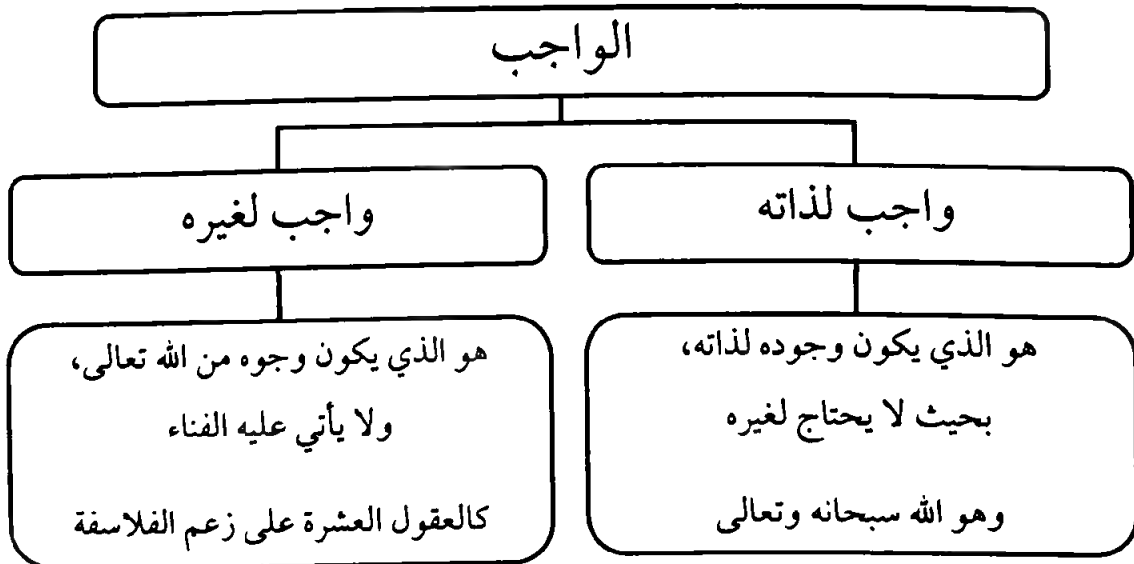 الواجب
واجب لذاته
واجب لغيره
هو الذي يكون وجوده لذاته،
بحيث لا يحتاج لغيره
وهو الله سبحانه وتعالى
هو الذي يكون وجوه من الله تعالى،
ولا يأتي عليه الفناء
كالعقول العشرة على زعم الفلاسفة